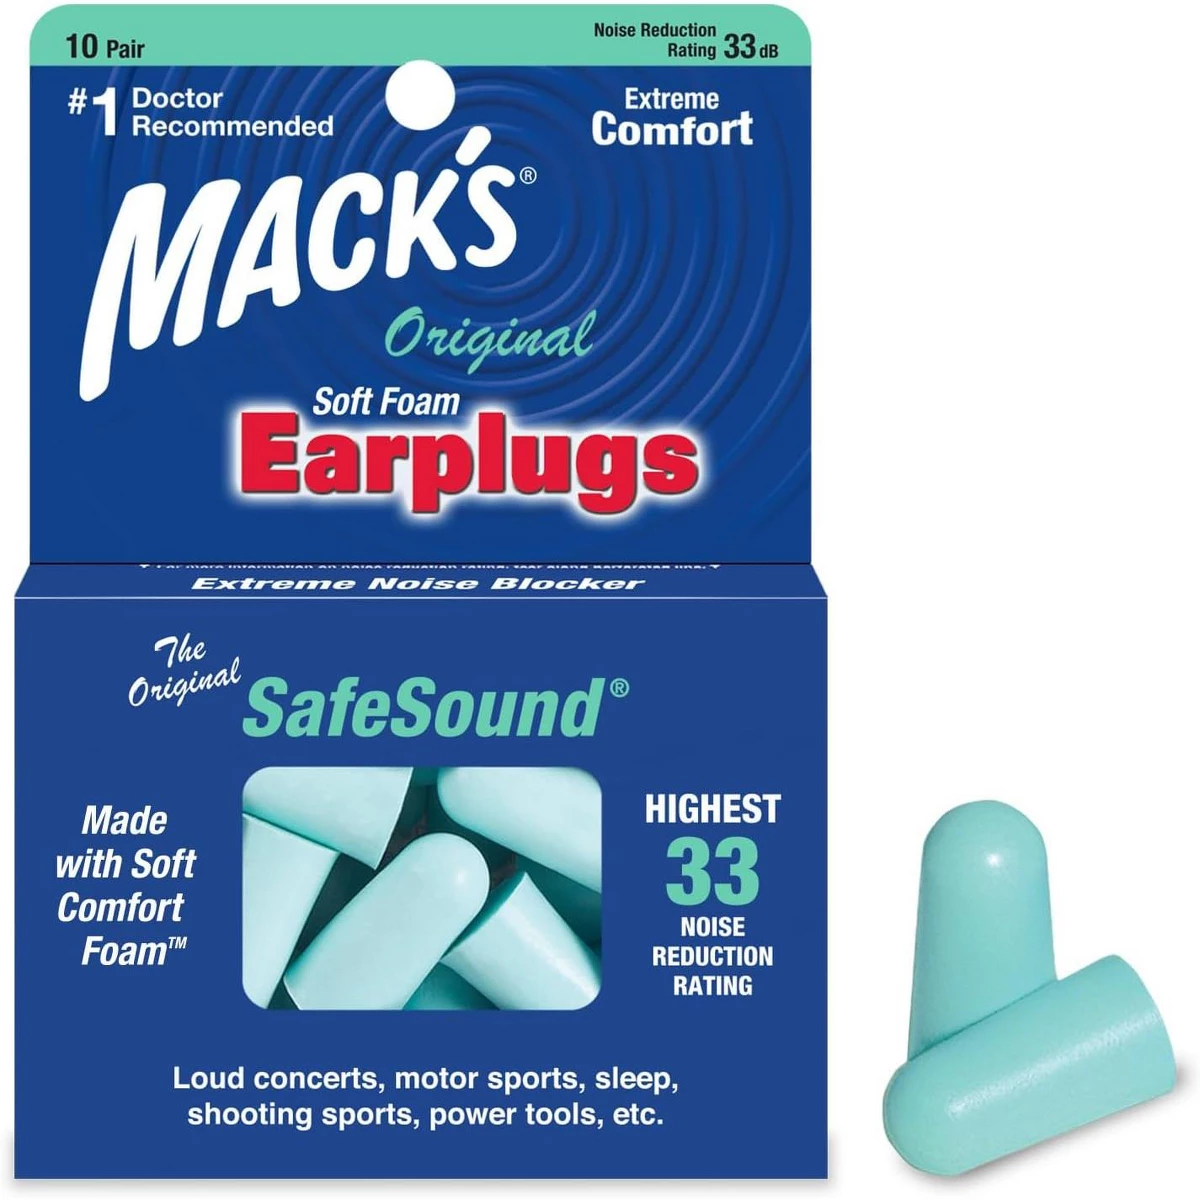 10 Pair
Noise Reduction
Rating 33 dB
#1 Doctor
Recommended
Extreme
Comfort
MACK'S®
Original
Soft Foam
Earplugs
Extreme Noise Blocker
The
Original
SafeSound®
Made
with Soft
Comfort
Foam™
HIGHEST
33
NOISE
REDUCTION
RATING
Loud concerts, motor sports, sleep,
shooting sports, power tools, etc.